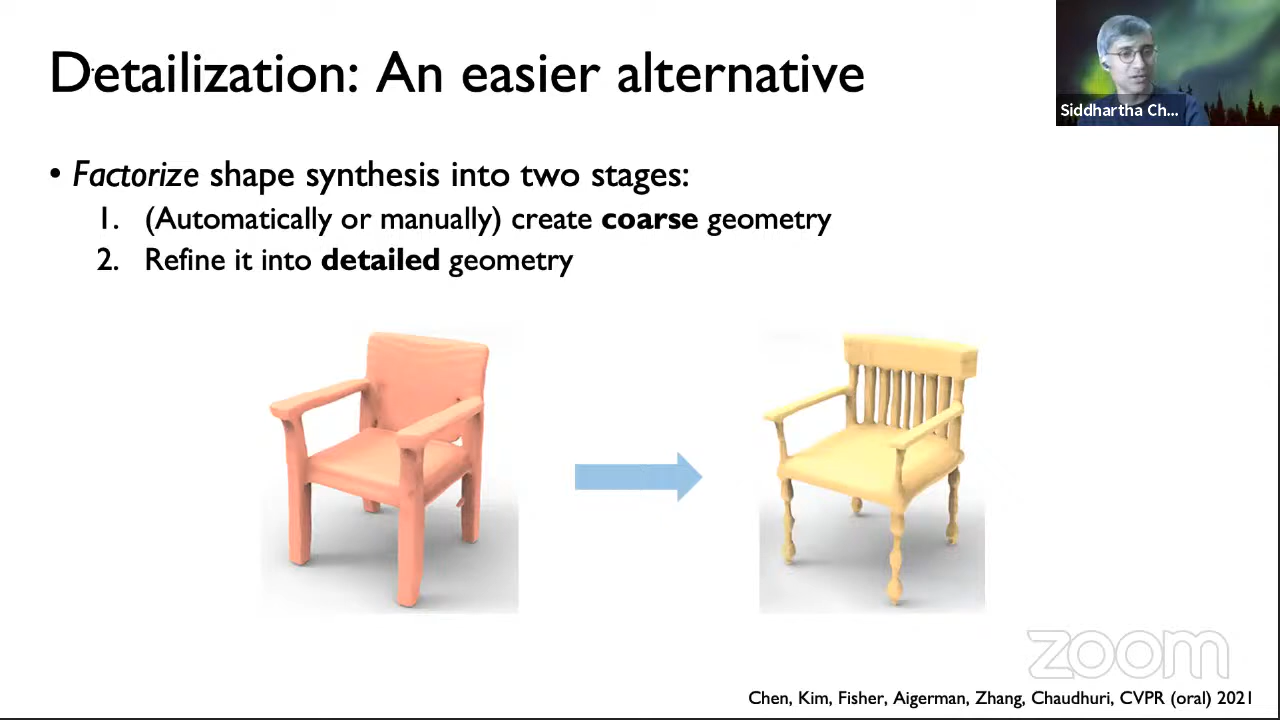 Detailization: An easier alternative
Siddhartha Ch...
• Factorize shape synthesis into two stages:
1. (Automatically or manually) create coarse geometry
2. Refine it into detailed geometry
zoom
Chen, Kim, Fisher, Aigerman, Zhang, Chaudhuri, CVPR (oral) 2021